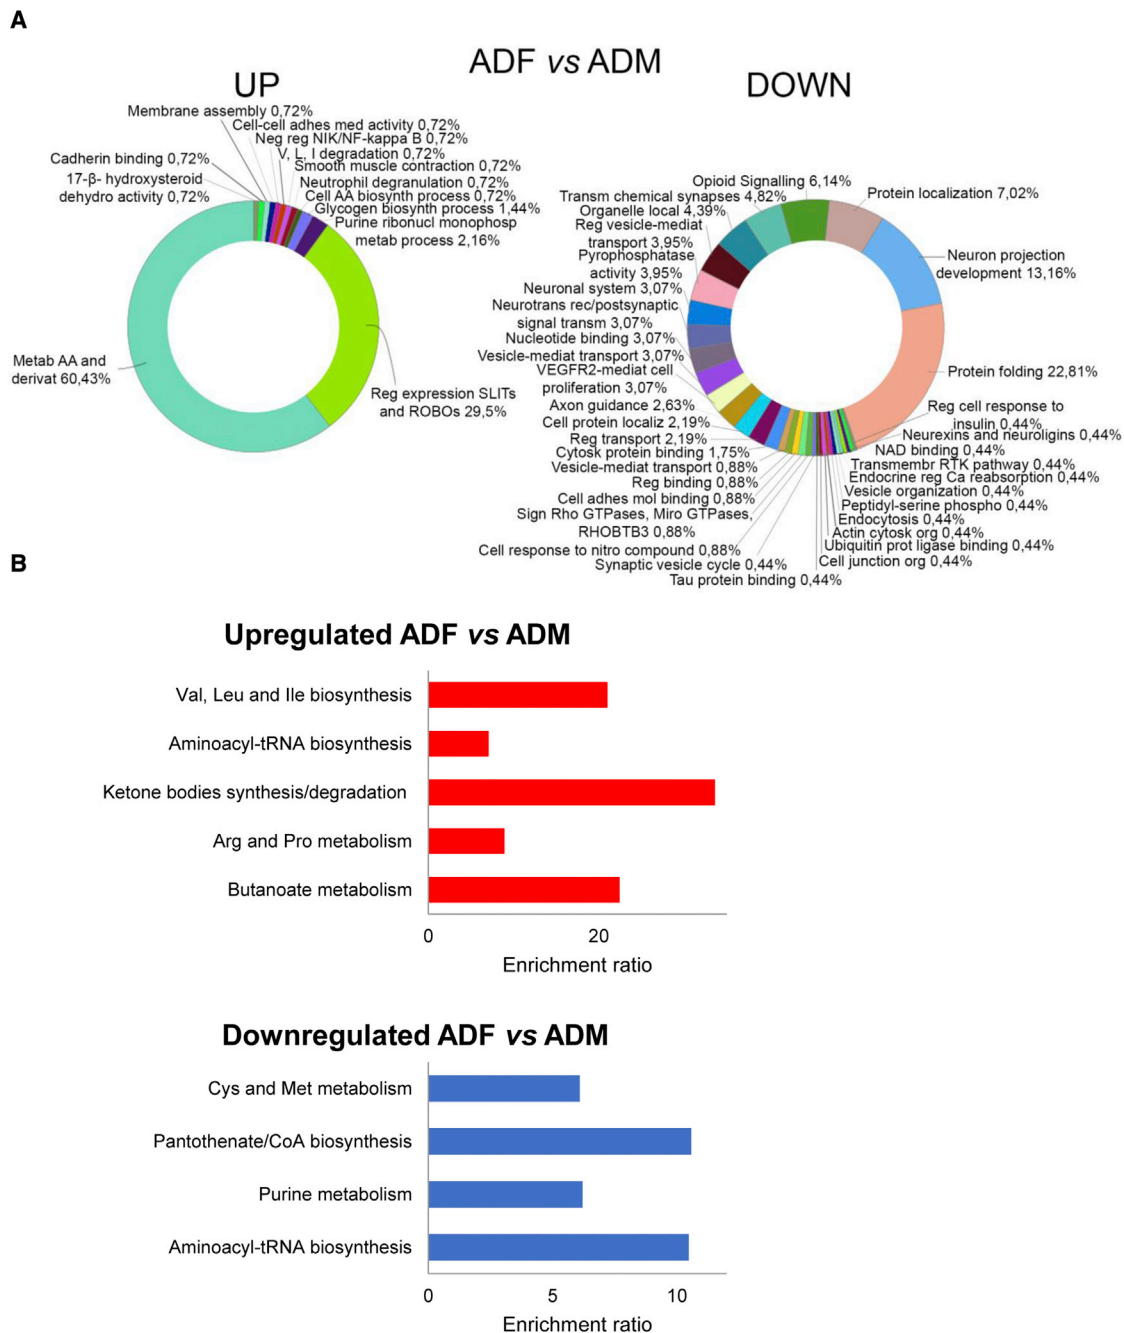 A
ADF vs ADM
UP
Membrane assembly 0,72%
Cell-cell adhes med activity 0,72%
Neg reg NIK/NF-kappa B 0,72%
V, L, I degradation 0,72%
Cadherin binding 0,72%
Smooth muscle contraction 0,72%
17-β- hydroxysteroid
dehydro activity 0,72%
Neutrophil degranulation 0,72%
Cell AA biosynth process 0,72%
Glycogen biosynth process 1,44%
Purine ribonucl monophosp
metab process 2,16%
Metab AA and
derivat 60,43%
Reg expression SLITs
and ROBOs 29,5%
DOWN
Opioid Signalling 6,14%
Protein localization 7,02%
Transm chemical synapses 4,82%
Organelle local 4,39%
Reg vesicle-mediat
transport 3,95%
Pyrophosphatase
activity 3,95%
Neuronal system 3,07%
Neurotrans rec/postsynaptic
signal transm 3,07%
Nucleotide binding 3,07%
Vesicle-mediat transport 3,07%
VEGFR2-mediat cell
proliferation 3,07%
Axon guidance 2,63%
Cell protein localiz 2,19%
Reg transport 2,19%
Cytosk protein binding 1,75%
Vesicle-mediat transport 0,88%
Reg binding 0,88%
Cell adhes mol binding 0,88%
Sign Rho GTPases, Miro GTPases,
RHOBTB3 0,88%
Cell response to nitro compound 0,88%
Synaptic vesicle cycle 0,44%
Tau protein binding 0,44%
Neuron projection
development 13,16%
Protein folding 22,81%
Reg cell response to
insulin 0,44%
Neurexins and neuroligins 0,44%
NAD binding 0,44%
Transmembr RTK pathway 0,44%
Endocrine reg Ca reabsorption 0,44%
Vesicle organization 0,44%
Peptidyl-serine phospho 0,44%
Endocytosis 0,44%
Actin cytosk org 0,44%
Ubiquitin prot ligase binding 0,44%
Cell junction org 0,44%
B
Upregulated ADF vs ADM
Val, Leu and Ile biosynthesis
Aminoacyl-tRNA biosynthesis
Ketone bodies synthesis/degradation
Arg and Pro metabolism
Butanoate metabolism
0 20
Enrichment ratio
Downregulated ADF vs ADM
Cys and Met metabolism
Pantothenate/CoA biosynthesis
Purine metabolism
Aminoacyl-tRNA biosynthesis
0 5 10
Enrichment ratio